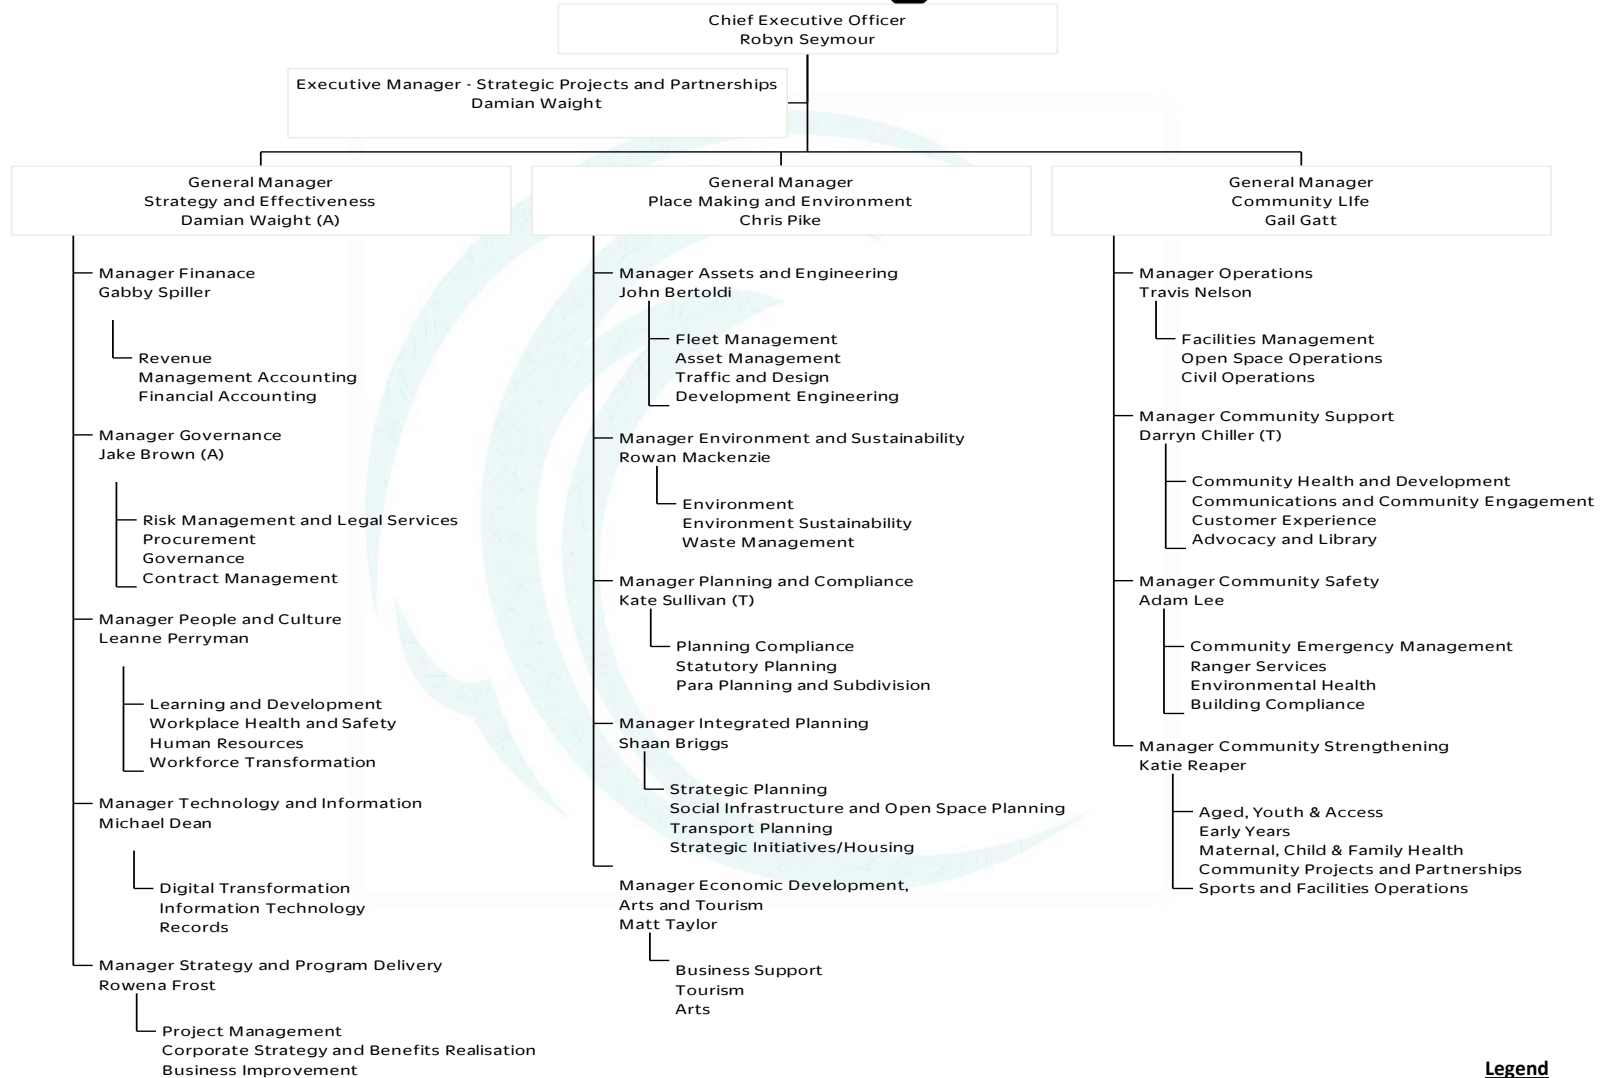 Chief Executive Officer
Robyn Seymour
Executive Manager - Strategic Projects and Partnerships
Damian Waight
General Manager
Strategy and Effectiveness
Damian Waight (A)
Manager Finanace
Gabby Spiller
Revenue
Management Accounting
Financial Accounting
Manager Governance
Jake Brown (A)
Risk Management and Legal Services
Procurement
Governance
Contract Management
Manager People and Culture
Leanne Perryman
Learning and Development
Workplace Health and Safety
Human Resources
Workforce Transformation
Manager Technology and Information
Michael Dean
Digital Transformation
Information Technology
Records
Manager Strategy and Program Delivery
Rowena Frost
Project Management
Corporate Strategy and Benefits Realisation
Business Improvement
General Manager
Place Making and Environment
Chris Pike
Manager Assets and Engineering
John Bertoldi
Fleet Management
Asset Management
Traffic and Design
Development Engineering
Manager Environment and Sustainability
Rowan Mackenzie
Environment
Environment Sustainability
Waste Management
Manager Planning and Compliance
Kate Sullivan (T)
Planning Compliance
Statutory Planning
Para Planning and Subdivision
Manager Integrated Planning
Shaan Briggs
Strategic Planning
Social Infrastructure and Open Space Planning
Transport Planning
Strategic Initiatives/Housing
Manager Economic Development,
Arts and Tourism
Matt Taylor
Business Support
Tourism
Arts
General Manager
Community LIfe
Gail Gatt
Manager Operations
Travis Nelson
Facilities Management
Open Space Operations
Civil Operations
Manager Community Support
Darryn Chiller (T)
Community Health and Development
Communications and Community Engagement
Customer Experience
Advocacy and Library
Manager Community Safety
Adam Lee
Community Emergency Management
Ranger Services
Environmental Health
Building Compliance
Manager Community Strengthening
Katie Reaper
Aged, Youth & Access
Early Years
Maternal, Child & Family Health
Community Projects and Partnerships
Sports and Facilities Operations
Legend